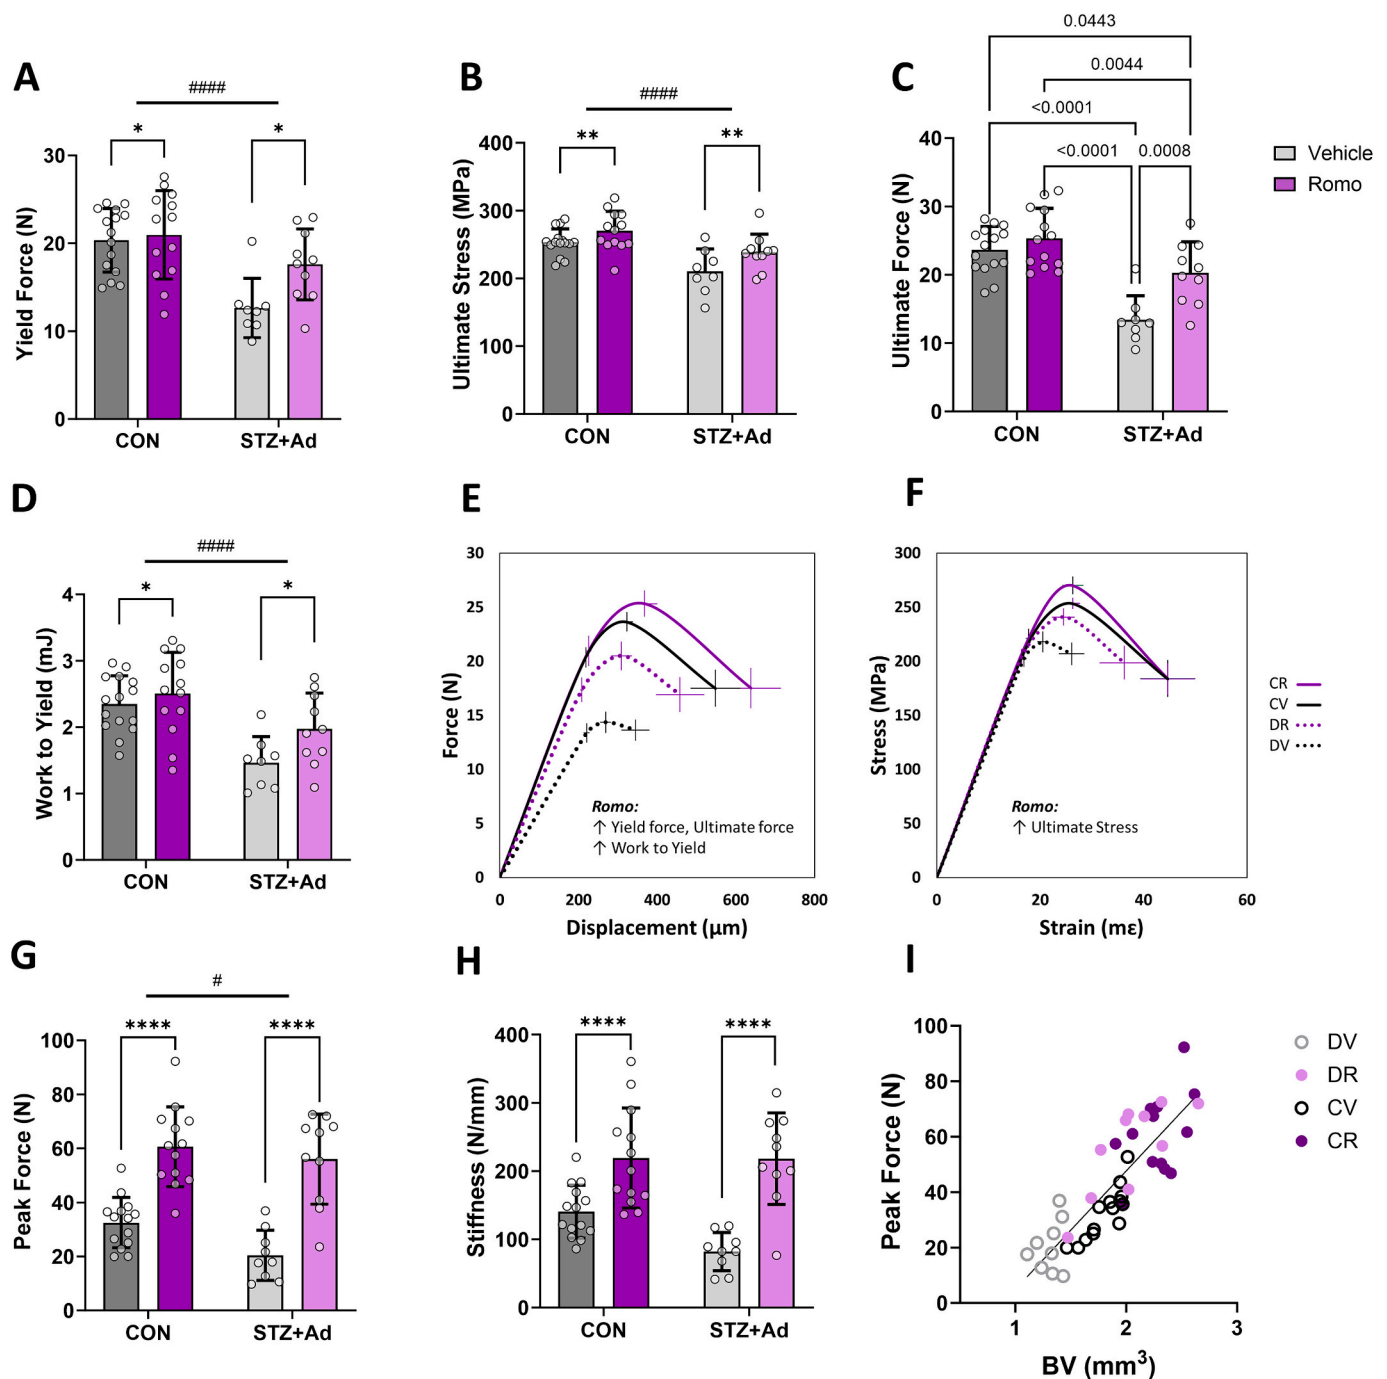 A
####
*
*
Yield Force (N)
30
20
10
0
CON
STZ+Ad
B
####
**
**
Ultimate Stress (MPa)
400
300
200
100
0
CON
STZ+Ad
C
0.0443
0.0044
<0.0001
<0.0001
0.0008
Ultimate Force (N)
40
30
20
10
0
CON
STZ+Ad
Vehicle
Romo
D
####
*
*
Work to Yield (mJ)
4
3
2
1
0
CON
STZ+Ad
E
Force (N)
30
25
20
15
10
5
0
0 200 400 600 800
Displacement (µm)
Romo:
↑ Yield force, Ultimate force
↑ Work to Yield
F
Stress (MPa)
300
250
200
150
100
50
0
0 20 40 60
Strain (mε)
Romo:
↑ Ultimate Stress
CR
CV
DR
DV
G
#
****
****
Peak Force (N)
100
80
60
40
20
0
CON
STZ+Ad
H
****
****
Stiffness (N/mm)
400
300
200
100
0
CON
STZ+Ad
I
Peak Force (N)
100
80
60
40
20
0
1 2 3
BV (mm³)
DV
DR
CV
CR